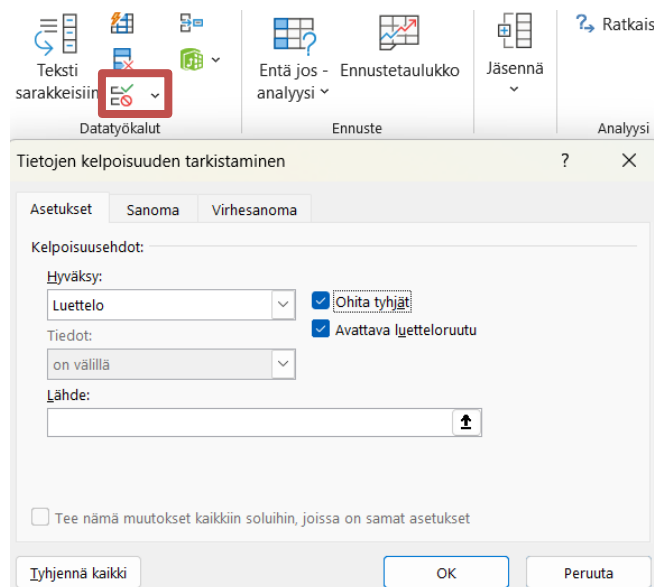 Teksti
sarakkeisiin
Entä jos -
analyysi
Ennustetaulukko
Jäsennä
Ratkais
Datatyökalut
Ennuste
Analyysi
Tietojen kelpoisuuden tarkistaminen
?
Asetukset
Sanoma
Virhesanoma
Kelpoisuusehdot:
Hyväksy:
Luettelo
Ohita tyhjät
Tiedot:
Avattava luetteloruutu
on välillä
Lähde:
Tee nämä muutokset kaikkiin soluihin, joissa on samat asetukset
Tyhjennä kaikki
OK
Peruuta